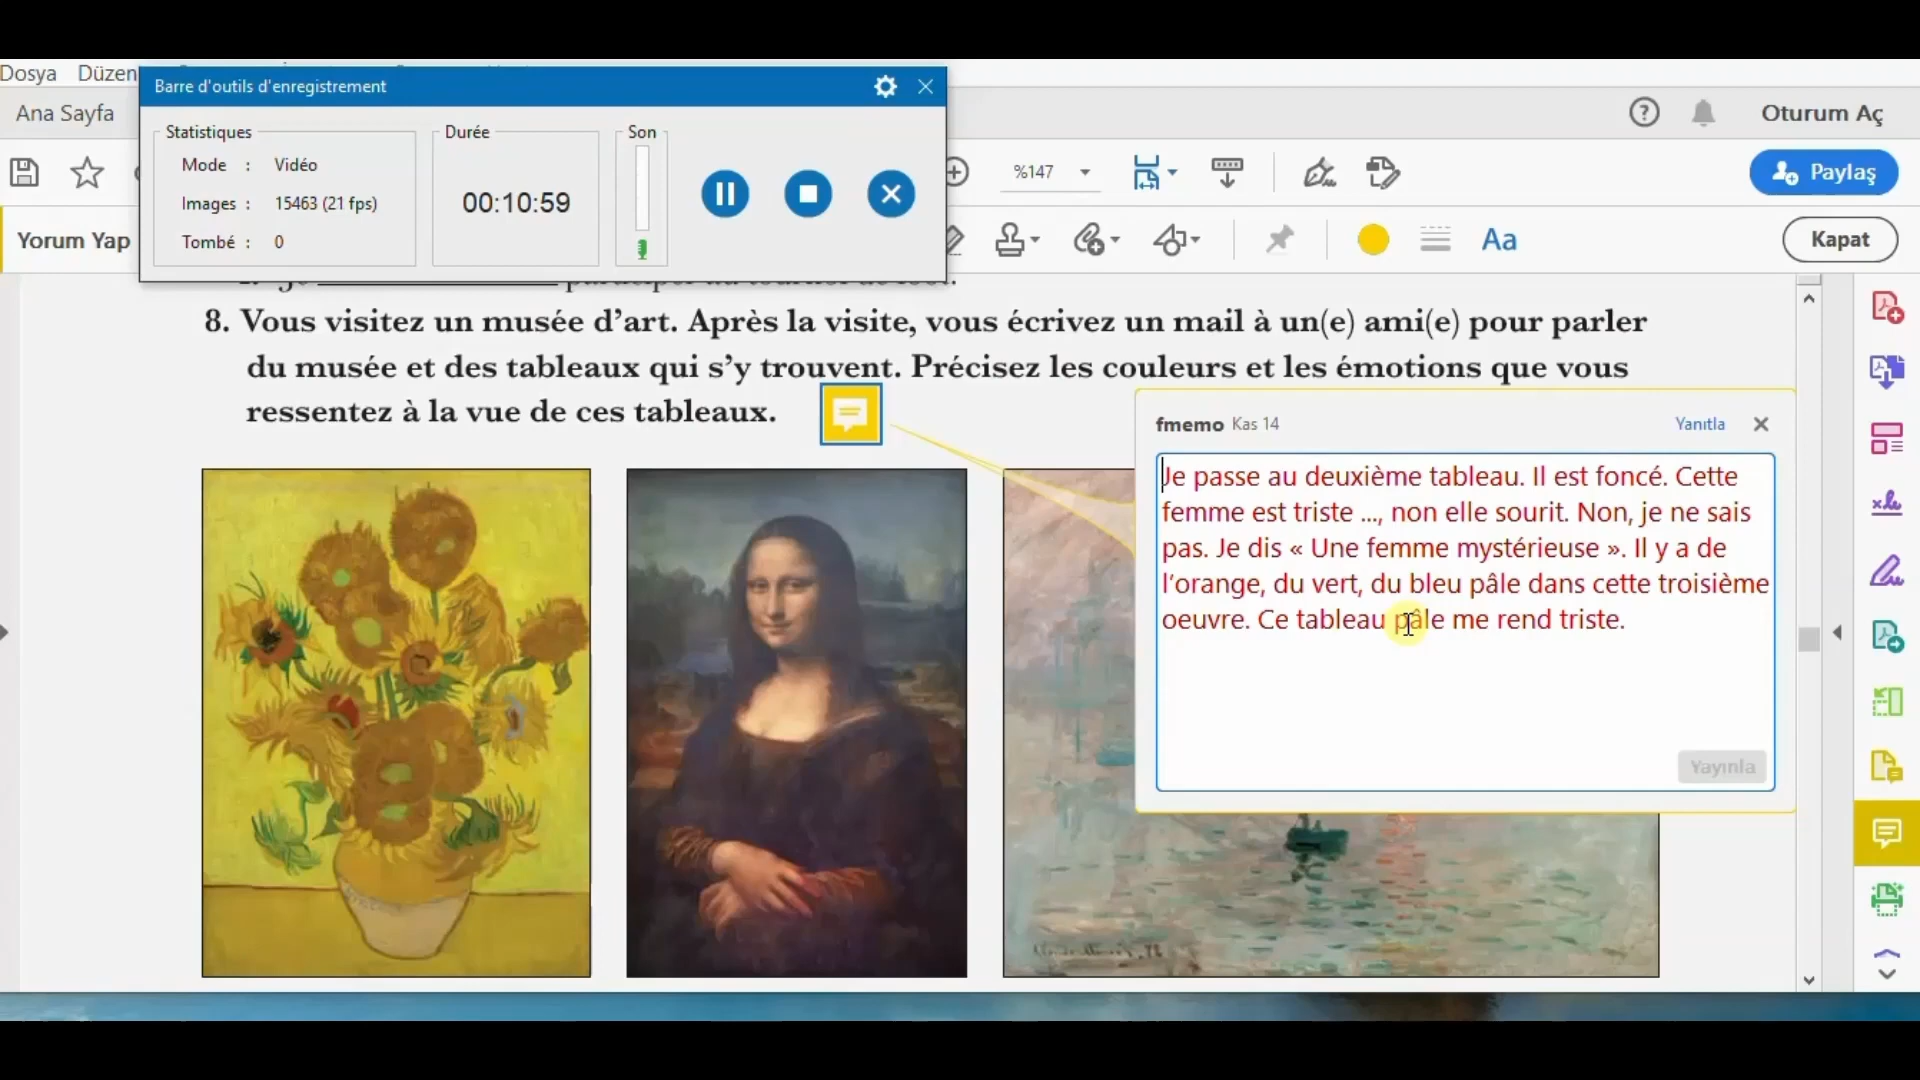 Dosya Düzen
Barre d'outils d'enregistrement
Ana Sayfa
Oturum Aç
Statistiques
Mode : Vidéo
Images : 15463 (21 fps)
Tombé : 0
Durée
00:10:59
Son
%147
Paylaş
Yorum Yap
Aa
Kapat
8. Vous visitez un musée d’art. Après la visite, vous écrivez un mail à un(e) ami(e) pour parler
du musée et des tableaux qui s’y trouvent. Précisez les couleurs et les émotions que vous
ressentez à la vue de ces tableaux.
fmemo Kas 14
Yanıtla
Je passe au deuxième tableau. Il est foncé. Cette
femme est triste ..., non elle sourit. Non, je ne sais
pas. Je dis « Une femme mystérieuse ». Il y a de
l’orange, du vert, du bleu pâle dans cette troisième
oeuvre. Ce tableau pâle me rend triste.
Yayınla